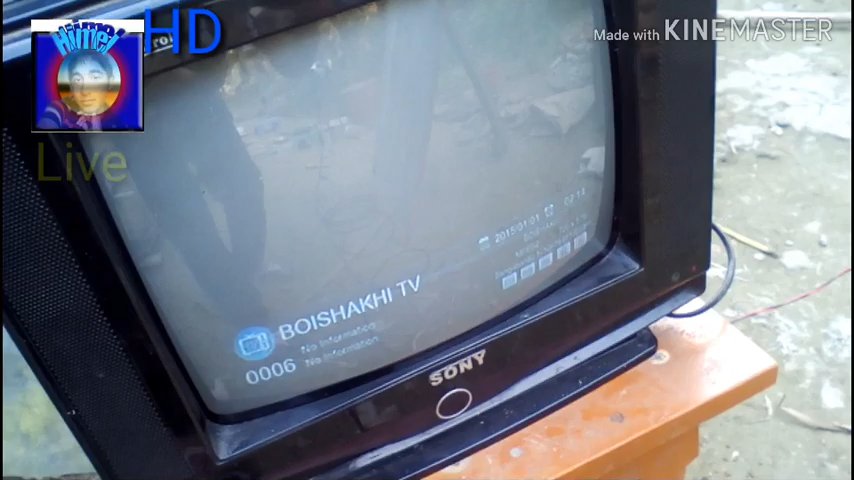 Himel HD
Made with KINEMASTER
Live
2015/01/01
BOISHAKHI TV
No Information
No Information
0006
SONY